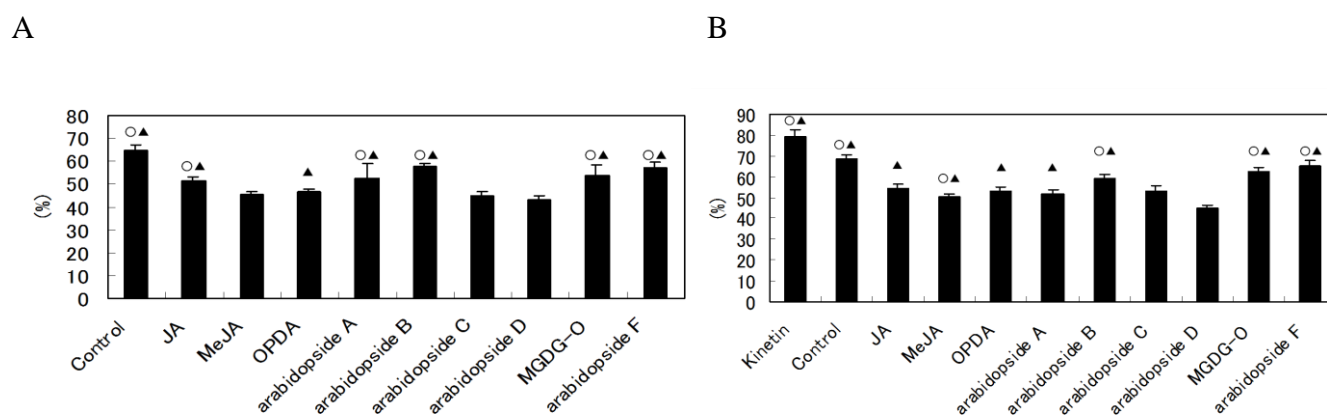 A
B
80
70
60
50
40
30
20
10
0
(%)
Control
JA
MeJA
OPDA
arabidopside A
arabidopside B
arabidopside C
arabidopside D
MGDG-O
arabidopside F
90
80
70
60
50
40
30
20
10
0
(%)
Kinetin
Control
JA
MeJA
OPDA
arabidopside A
arabidopside B
arabidopside C
arabidopside D
MGDG-O
arabidopside F